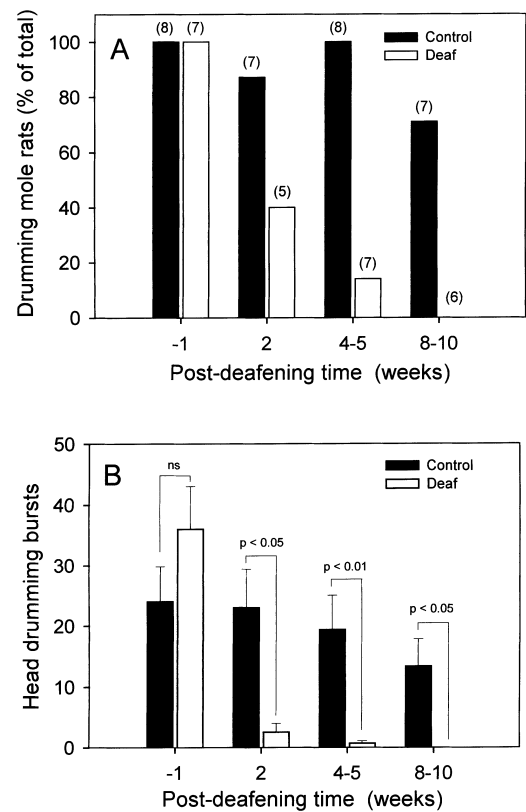 A
Drumming mole rats (% of total)
100
80
60
40
20
0
(8) (7)
(7)
(5)
(8)
(7)
(7)
(6)
Control
Deaf
-1 2 4-5 8-10
Post-deafening time (weeks)
B
Head drummimg bursts
50
40
30
20
10
0
ns
p < 0.05
p < 0.01
p < 0.05
Control
Deaf
-1 2 4-5 8-10
Post-deafening time (weeks)